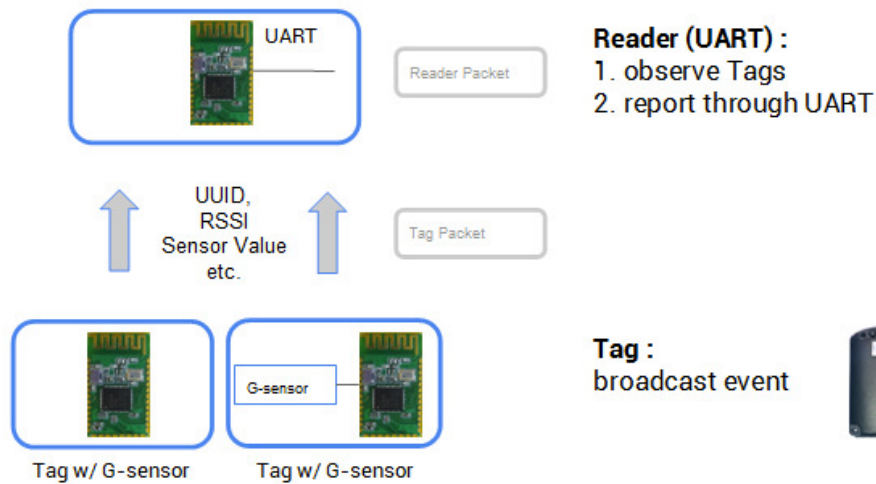 UART
Reader Packet
Reader (UART) :
1. observe Tags
2. report through UART
UUID,
RSSI
Sensor Value
etc.
Tag Packet
G-sensor
Tag :
broadcast event
Tag w/ G-sensor
Tag w/ G-sensor